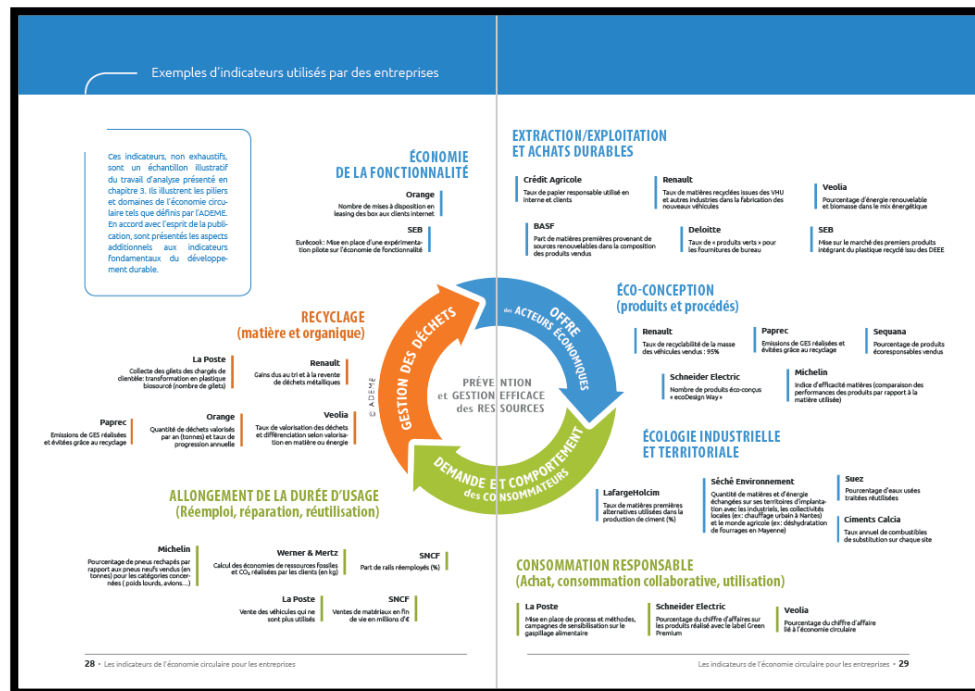 Exemples d'indicateurs utilisés par des entreprises
Ces indicateurs, non exhaustifs,
sont un échantillon illustratif
du travail d'analyse présenté en
chapitre 3. Ils illustrent les piliers
et domaines de l'économie circu-
laire tels que définis par l'ADEME.
En accord avec l'esprit de la publi-
cation, sont présentés les aspects
additionnels aux indicateurs
fondamentaux du développe-
ment durable.
ÉCONOMIE
DE LA FONCTIONNALITÉ
Orange
Nombre de mises à disposition en
leasing des box aux clients internet
SEB
Eurêcook : Mise en place d'une expérimenta-
tion pilote sur l'économie de fonctionnalité
RECYCLAGE
(matière et organique)
La Poste
Collecte des gilets des chargés de
clientèle: transformation en plastique
biosourcé (nombre de gilets)
Renault
Gains dus au tri et à la revente
de déchets métalliques
Paprec
Emissions de GES réalisées
et évitées grâce au recyclage
Orange
Quantité de déchets valorisés
par an (tonnes) et taux de
progression annuelle
Veolia
Taux de valorisation des déchets
et différenciation selon valorisa-
tion en matière ou énergie
ALLONGEMENT DE LA DURÉE D'USAGE
(Réemploi, réparation, réutilisation)
Michelin
Pourcentage de pneus rechapés par
rapport aux pneus neufs vendus (en
tonnes) pour les catégories concer-
nées ( poids lourds, avions…)
Werner & Mertz
Calcul des économies de ressources fossiles
et CO₂ réalisées par les clients (en kg)
SNCF
Part de rails réemployés (%)
La Poste
Vente des véhicules qui ne
sont plus utilisés
SNCF
Ventes de matériaux en fin
de vie en millions d'€
28 • Les indicateurs de l'économie circulaire pour les entreprises
© ADEME
GESTION DES DÉCHETS
OFFRE
des ACTEURS ÉCONOMIQUES
DEMANDE ET COMPORTEMENT
des CONSOMMATEURS
PRÉVENTION
et GESTION EFFICACE
des RESSOURCES
EXTRACTION/EXPLOITATION
ET ACHATS DURABLES
Crédit Agricole
Taux de papier responsable utilisé en
interne et clients
Renault
Taux de matières recyclées issues des VHU
et autres industries dans la fabrication des
nouveaux véhicules
Veolia
Pourcentage d'énergie renouvelable
et biomasse dans le mix énergétique
BASF
Part de matières premières provenant de
sources renouvelables dans la composition
des produits vendus
Deloitte
Taux de « produits verts » pour
les fournitures de bureau
SEB
Mise sur le marché des premiers produits
intégrant du plastique recyclé issu des DEEE
ÉCO-CONCEPTION
(produits et procédés)
Renault
Taux de recyclabilité de la masse
des véhicules vendus : 95%
Paprec
Emissions de GES réalisées et
évitées grâce au recyclage
Sequana
Pourcentage de produits
écoresponsables vendus
Schneider Electric
Nombre de produits éco-conçus
« ecoDesign Way »
Michelin
Indice d'efficacité matières (comparaison des
performances des produits par rapport à la
matière utilisée)
ÉCOLOGIE INDUSTRIELLE
ET TERRITORIALE
LafargeHolcim
Taux de matières premières
alternatives utilisées dans la
production de ciment (%)
Séché Environnement
Quantité de matières et d'énergie
échangées sur ses territoires d'implanta-
tion avec les industriels, les collectivités
locales (ex: chauffage urbain à Nantes)
et le monde agricole (ex: déshydratation
de fourrages en Mayenne)
Suez
Pourcentage d'eaux usées
traitées réutilisées
Ciments Calcia
Taux annuel de combustibles
de substitution sur chaque site
CONSOMMATION RESPONSABLE
(Achat, consommation collaborative, utilisation)
La Poste
Mise en place de process et méthodes,
campagnes de sensibilisation sur le
gaspillage alimentaire
Schneider Electric
Pourcentage du chiffre d'affaires sur
les produits réalisé avec le label Green
Premium
Veolia
Pourcentage du chiffre d'affaire
lié à l'économie circulaire
Les indicateurs de l'économie circulaire pour les entreprises • 29